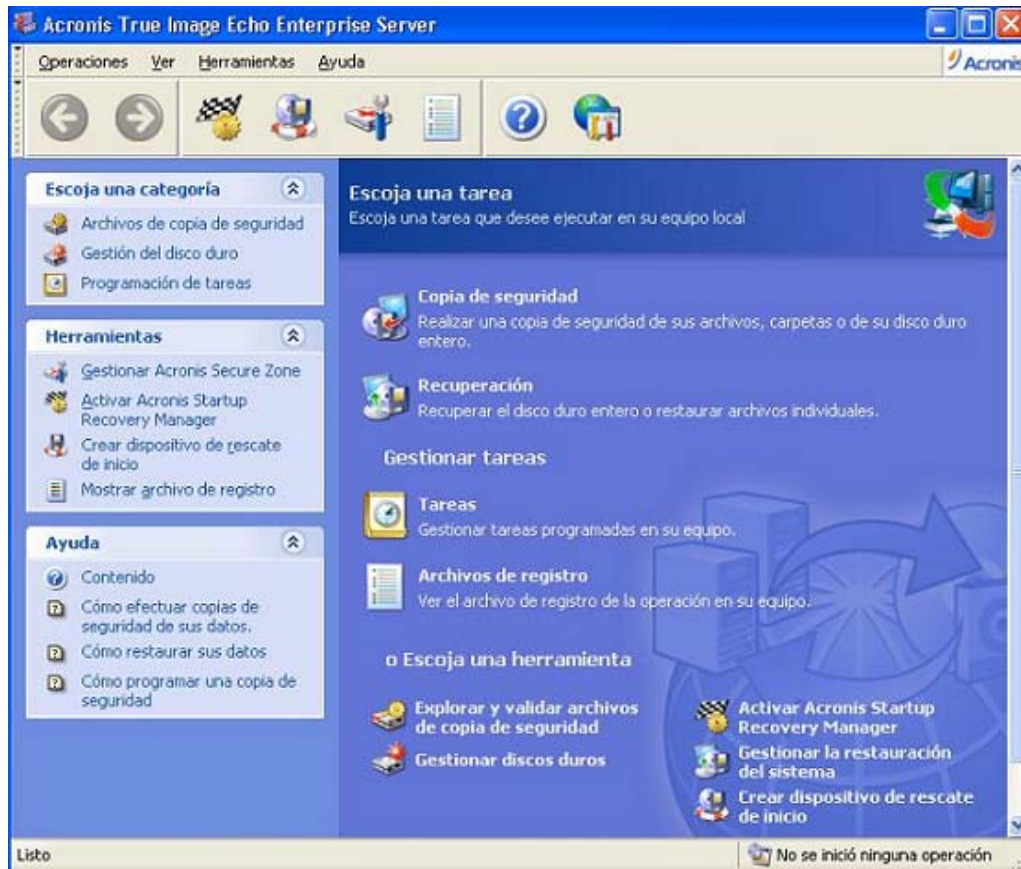 Acronis True Image Echo Enterprise Server
Operaciones Ver Herramientas Ayuda
Acronis
Escoja una categoría
Archivos de copia de seguridad
Gestión del disco duro
Programación de tareas
Herramientas
Gestionar Acronis Secure Zone
Activar Acronis Startup
Recovery Manager
Crear dispositivo de rescate
de inicio
Mostrar archivo de registro
Ayuda
Contenido
Cómo efectuar copias de
seguridad de sus datos.
Cómo restaurar sus datos
Cómo programar una copia de
seguridad
Escoja una tarea
Escoja una tarea que desee ejecutar en su equipo local
Copia de seguridad
Realizar una copia de seguridad de sus archivos, carpetas o de su disco duro
entero.
Recuperación
Recuperar el disco duro entero o restaurar archivos individuales.
Gestionar tareas
Tareas
Gestionar tareas programadas en su equipo.
Archivos de registro
Ver el archivo de registro de la operación en su equipo.
o Escoja una herramienta
Explorar y validar archivos
de copia de seguridad
Gestionar discos duros
Activar Acronis Startup
Recovery Manager
Gestionar la restauración
del sistema
Crear dispositivo de rescate
de inicio
Listo
No se inició ninguna operación